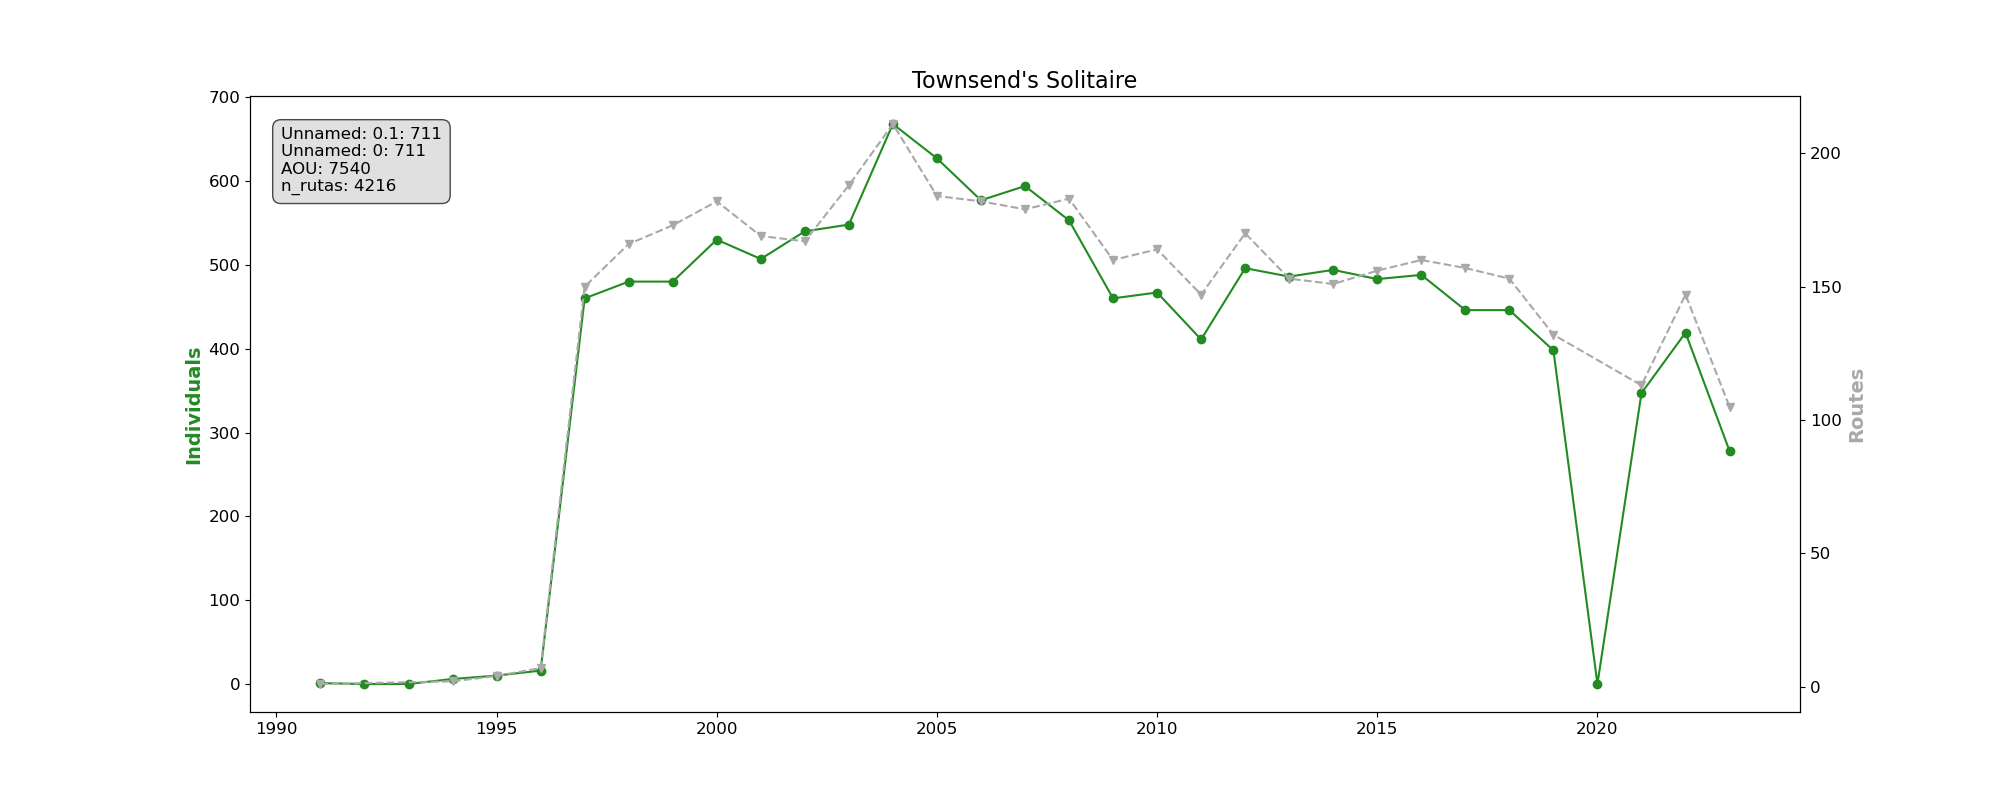 Townsend's Solitaire
Unnamed: 0.1: 711
Unnamed: 0: 711
AOU: 7540
n_rutas: 4216
700
600
500
400
300
200
100
0
Individuals
200
150
100
50
0
Routes
1990 1995 2000 2005 2010 2015 2020